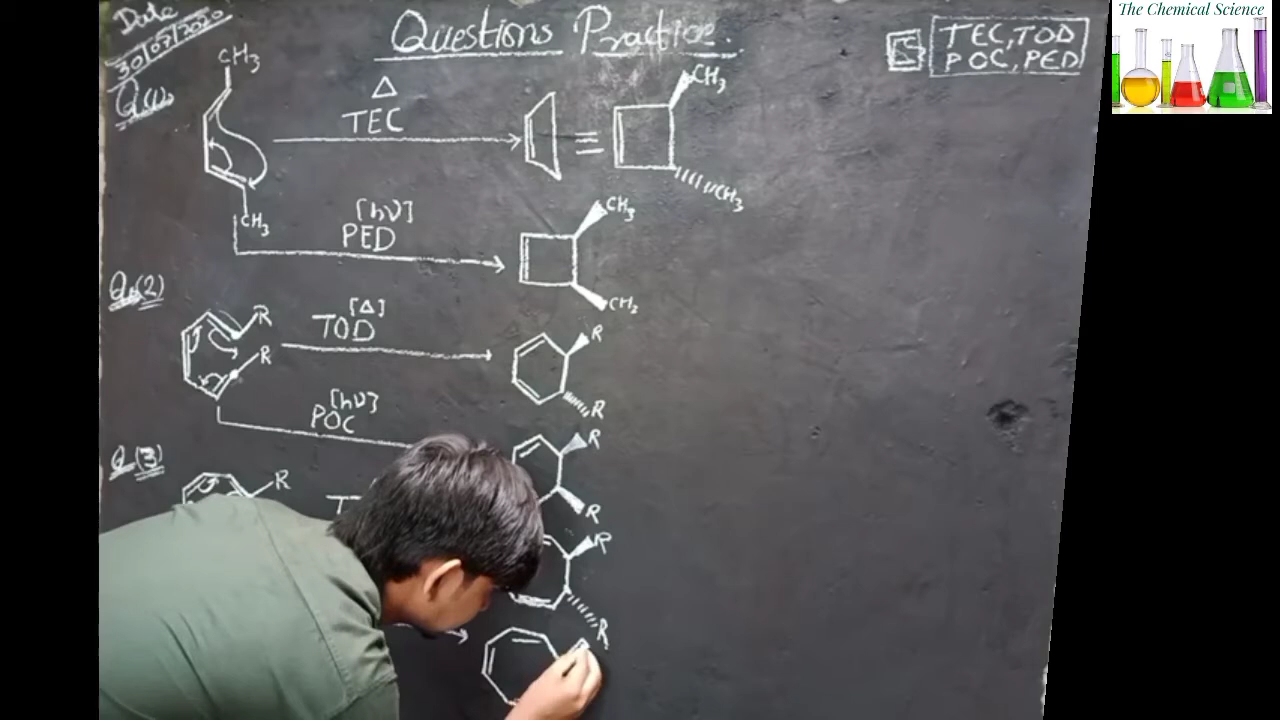 Date
30/07/2020
Questions Practice.
TEC, TOD
POC, PED
The Chemical Science
Q.(1)
CH3
Δ
TEC
CH3
CH3
CH3
[hν]
PED
CH3
CH3
Q.(2)
R
R
[Δ]
TOD
R
R
[hν]
POC
R
R
Q.(3)
R
T
R
R